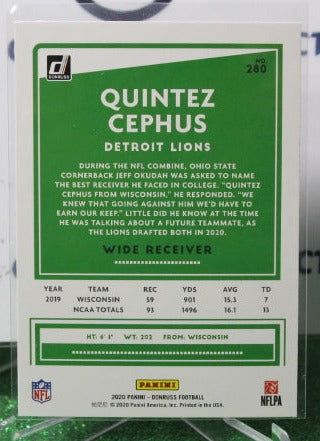 DONRUSS
NO.
280
QUINTEZ
CEPHUS
DETROIT LIONS
DURING THE NFL COMBINE, OHIO STATE
CORNERBACK JEFF OKUDAH WAS ASKED TO NAME
THE BEST RECEIVER HE FACED IN COLLEGE. "QUINTEZ
CEPHUS FROM WISCONSIN," HE RESPONDED. "WE
KNEW THAT GOING AGAINST HIM WE'D HAVE TO
EARN OUR KEEP." LITTLE DID HE KNOW AT THE TIME
HE WAS TALKING ABOUT A FUTURE TEAMMATE, AS
THE LIONS DRAFTED BOTH IN 2020.
WIDE RECEIVER
YEAR TEAM REC YDS AVG TD
2019 WISCONSIN 59 901 15.3 7
NCAA TOTALS 93 1496 16.1 13
HT: 6' 1" WT: 202 FROM: WISCONSIN
NFL
PANINI
NFLPA
2020 PANINI - DONRUSS FOOTBALL
© 2020 Panini America, Inc. Printed in the USA.